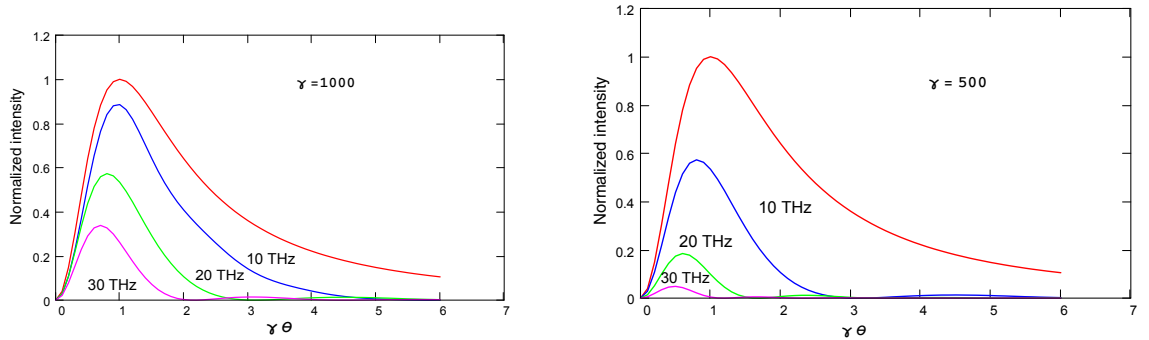 1.2
1
0.8
0.6
0.4
0.2
0
Normalized intensity
ɤ =1000
10 THz
20 THz
30 THz
0 1 2 3 4 5 6 7
ɤ θ
1.2
1
0.8
0.6
0.4
0.2
0
Normalized intensity
ɤ = 500
10 THz
20 THz
30 THz
0 1 2 3 4 5 6 7
ɤ θ